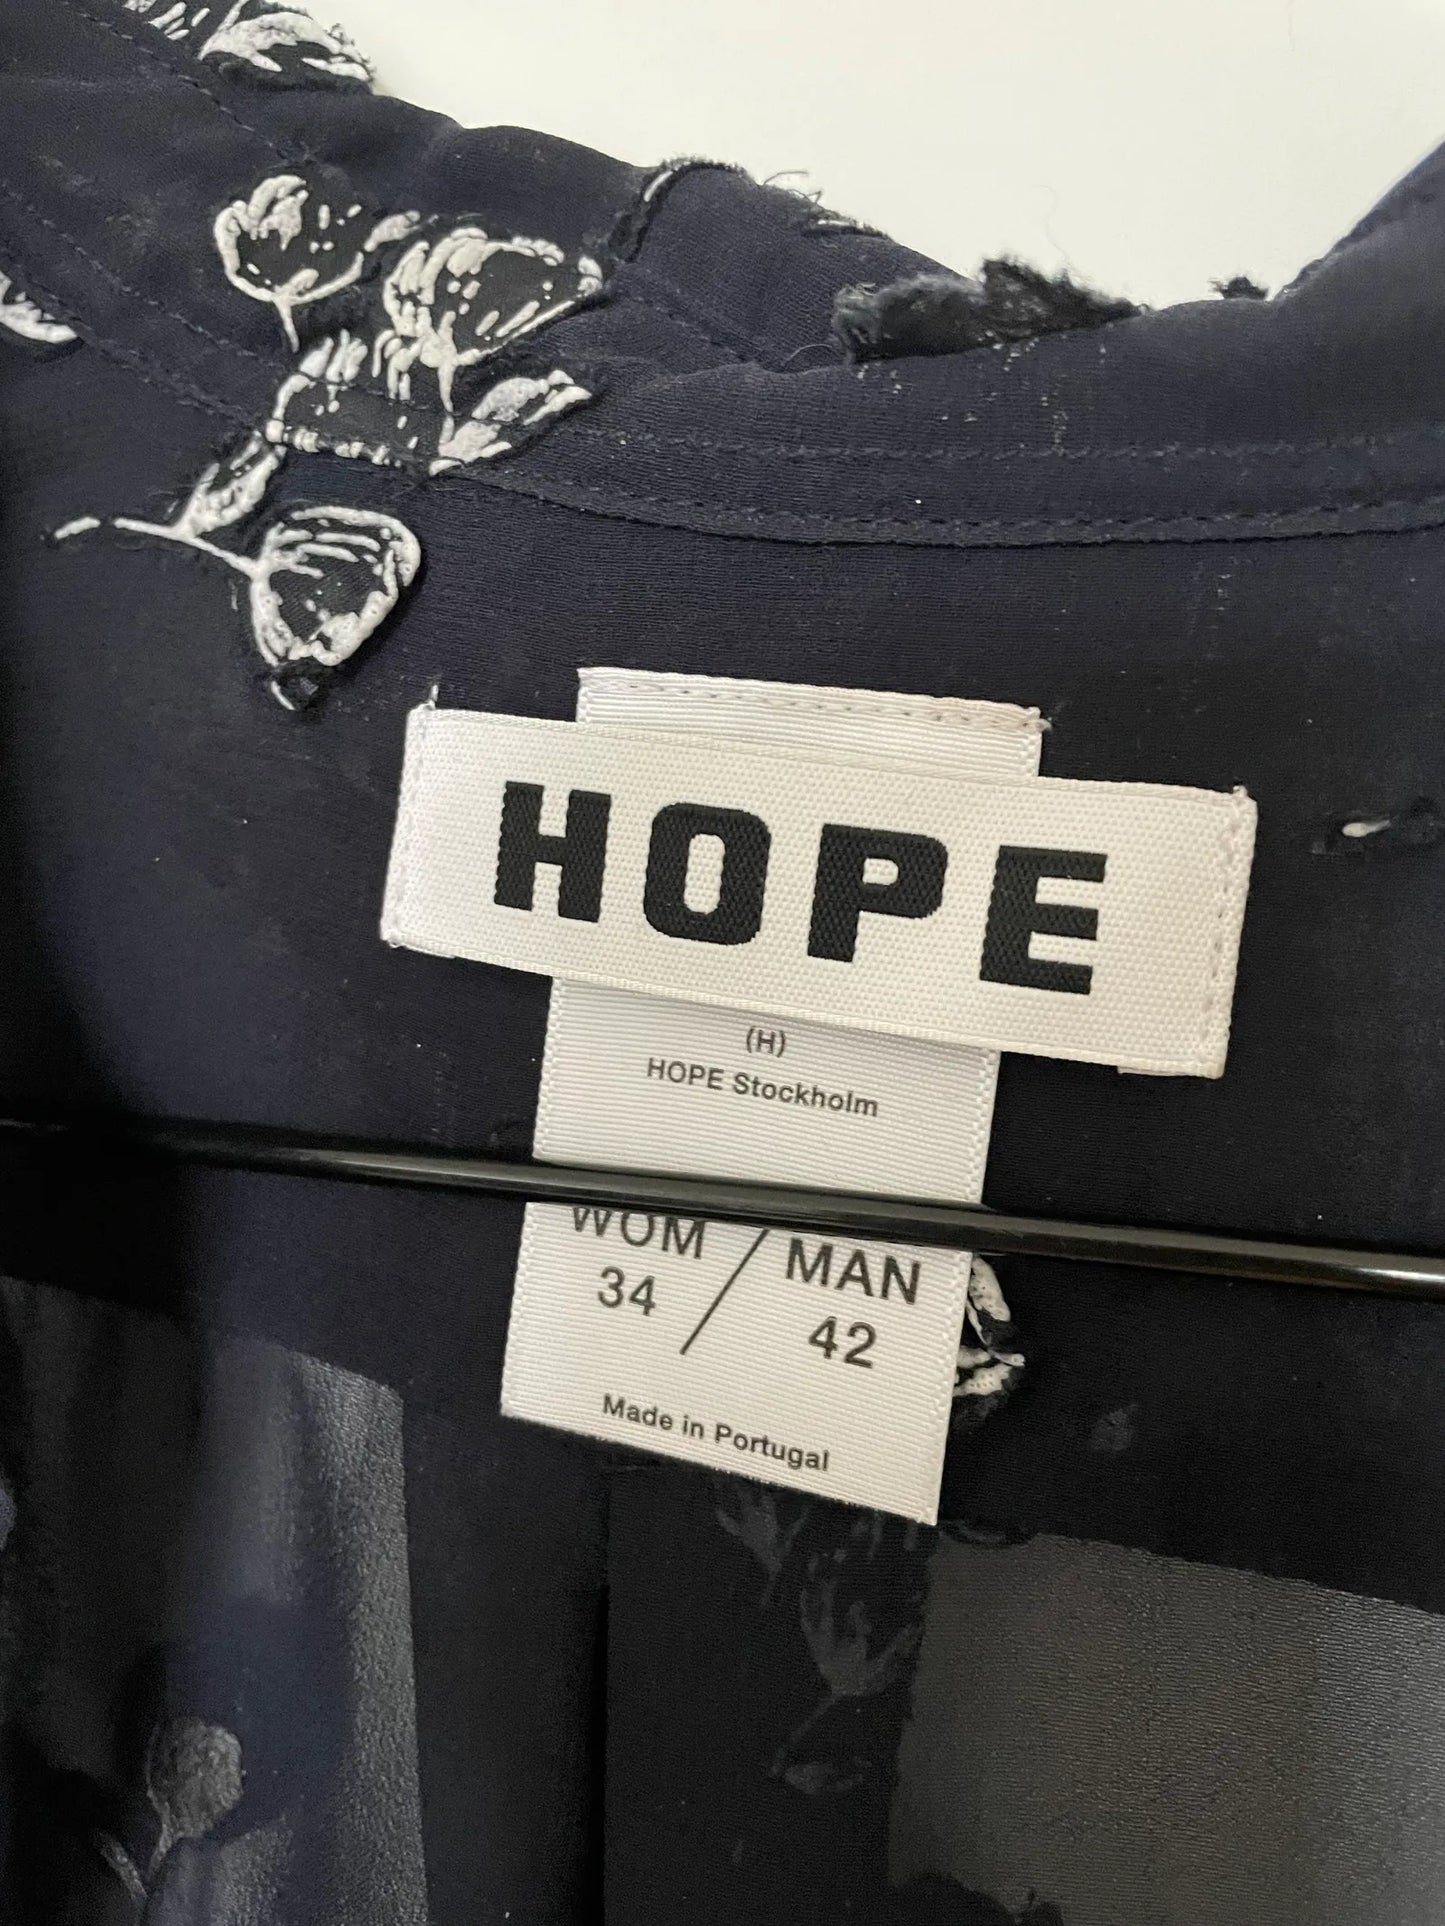 HOPE
(H)
HOPE Stockholm
WOM / MAN
34 / 42
Made in Portugal